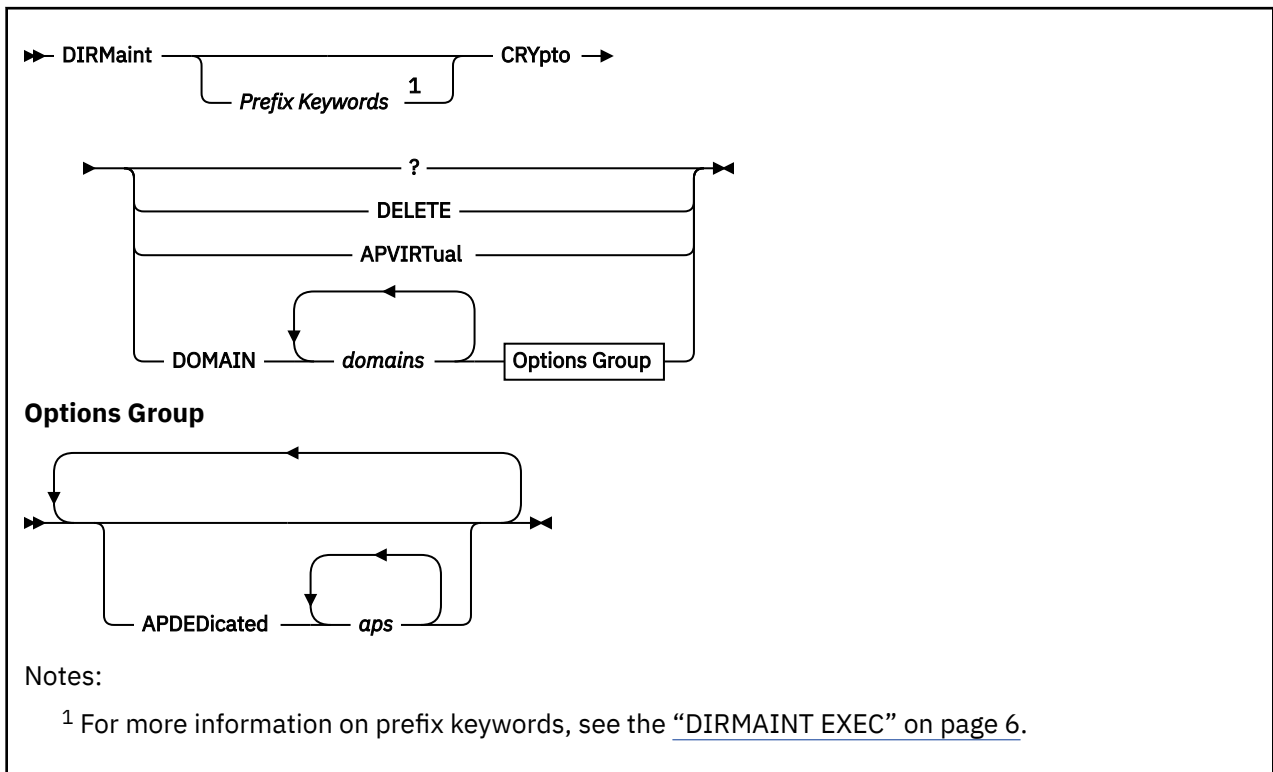 DIRMaint CRYpto
Prefix Keywords 1
?
DELETE
APVIRTual
DOMAIN domains Options Group
Options Group
APDEDicated aps
Notes:
1 For more information on prefix keywords, see the “DIRMAINT EXEC” on page 6.